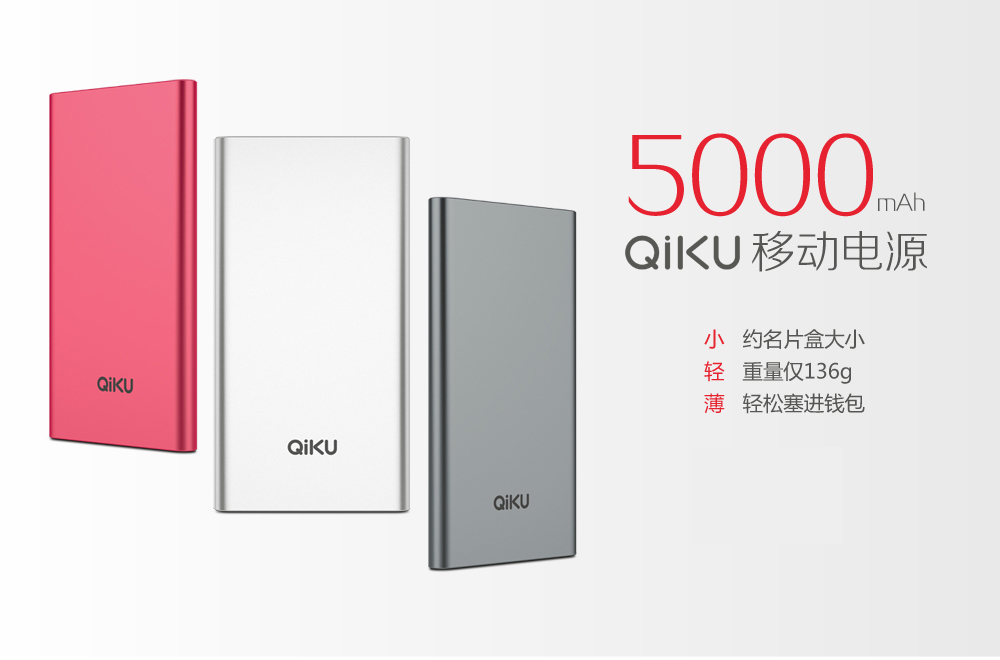 5000mAh
QiKU 移动电源
小 约名片盒大小
轻 重量仅136g
薄 轻松塞进钱包
QiKU
QiKU
QiKU